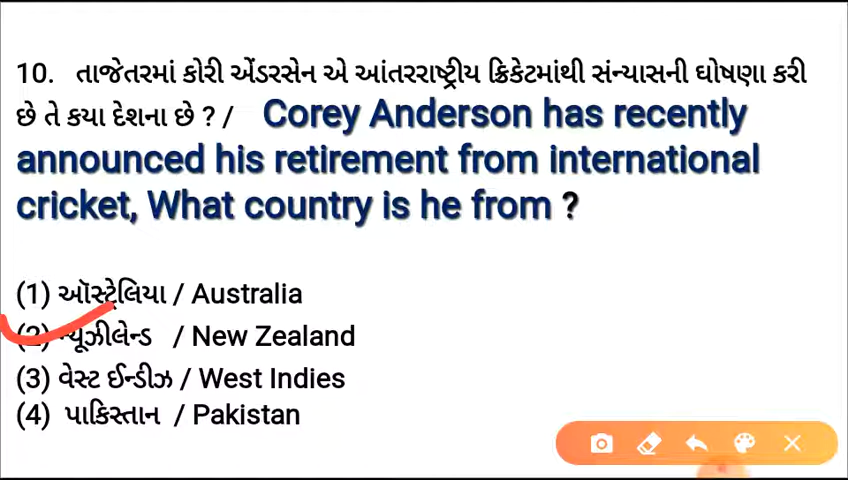 10. તાજેતરમાં કોરી એંડરસેન એ આંતરરાષ્ટ્રીય ક્રિકેટમાંથી સંન્યાસની ઘોષણા કરી
છે તે કયા દેશના છે ? / Corey Anderson has recently
announced his retirement from international
cricket, What country is he from ?
(1) ઑસ્ટ્રેલિયા / Australia
(2) ન્યૂઝીલેન્ડ / New Zealand
(3) વેસ્ટ ઈન્ડીઝ / West Indies
(4) પાકિસ્તાન / Pakistan